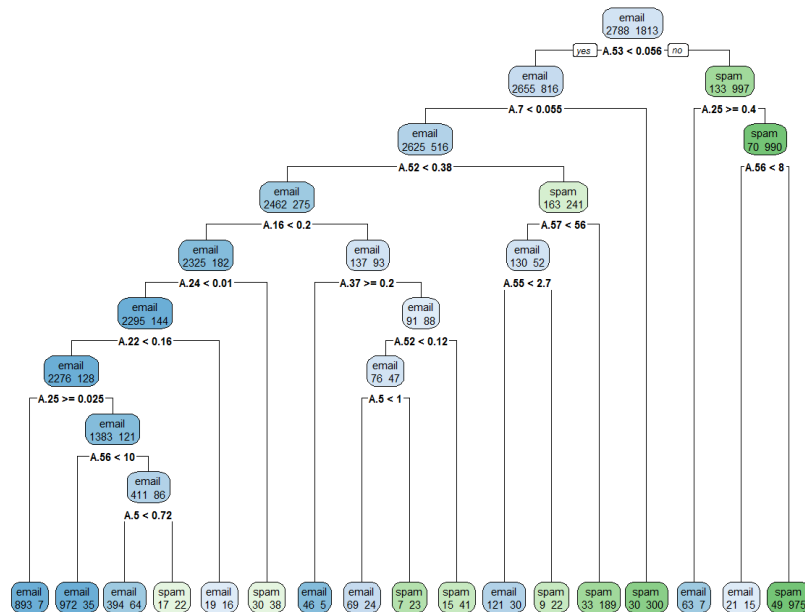 email
2788 1813
yes A.53 < 0.056 no
email
2655 816
spam
133 997
A.7 < 0.055
A.25 >= 0.4
email
2625 516
spam
70 990
A.52 < 0.38
A.56 < 8
email
2462 275
spam
163 241
A.16 < 0.2
A.57 < 56
email
2325 182
email
137 93
email
130 52
A.24 < 0.01
A.37 >= 0.2
A.55 < 2.7
email
2295 144
email
91 88
A.22 < 0.16
A.52 < 0.12
email
2276 128
email
76 47
A.25 >= 0.025
A.5 < 1
email
1383 121
A.56 < 10
email
411 86
A.5 < 0.72
email
893 7
email
972 35
email
394 64
spam
17 22
email
19 16
spam
30 38
email
46 5
email
69 24
spam
7 23
spam
15 41
email
121 30
spam
9 22
spam
33 189
spam
30 300
email
63 7
email
21 15
spam
49 975